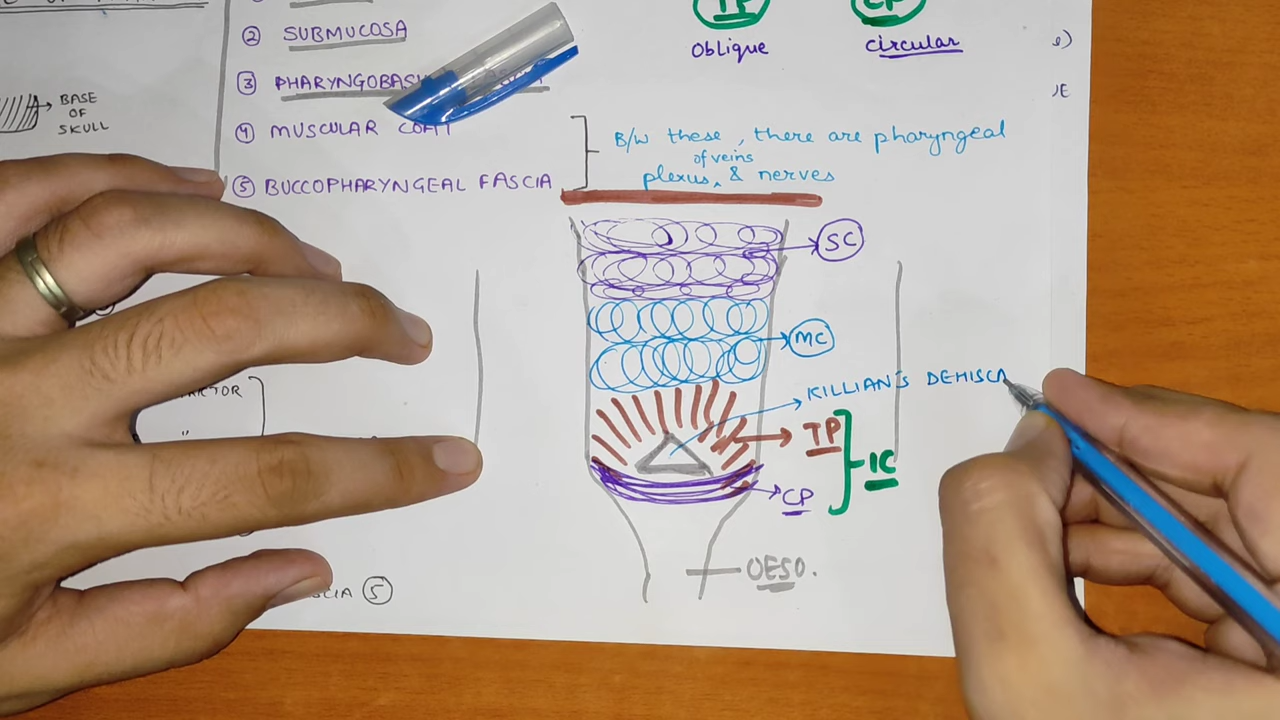 ② SUBMUCOSA
③ PHARYNGOBAS
④ MUSCULAR COAT
⑤ BUCCOPHARYNGEAL FASCIA
BASE
OF
SKULL
TP
Oblique
CP
circular
B/W these, there are pharyngeal
of veins
plexus, & nerves
SC
MC
KILLIAN'S DEHISCA
TP
IC
CP
OESO.
⑤